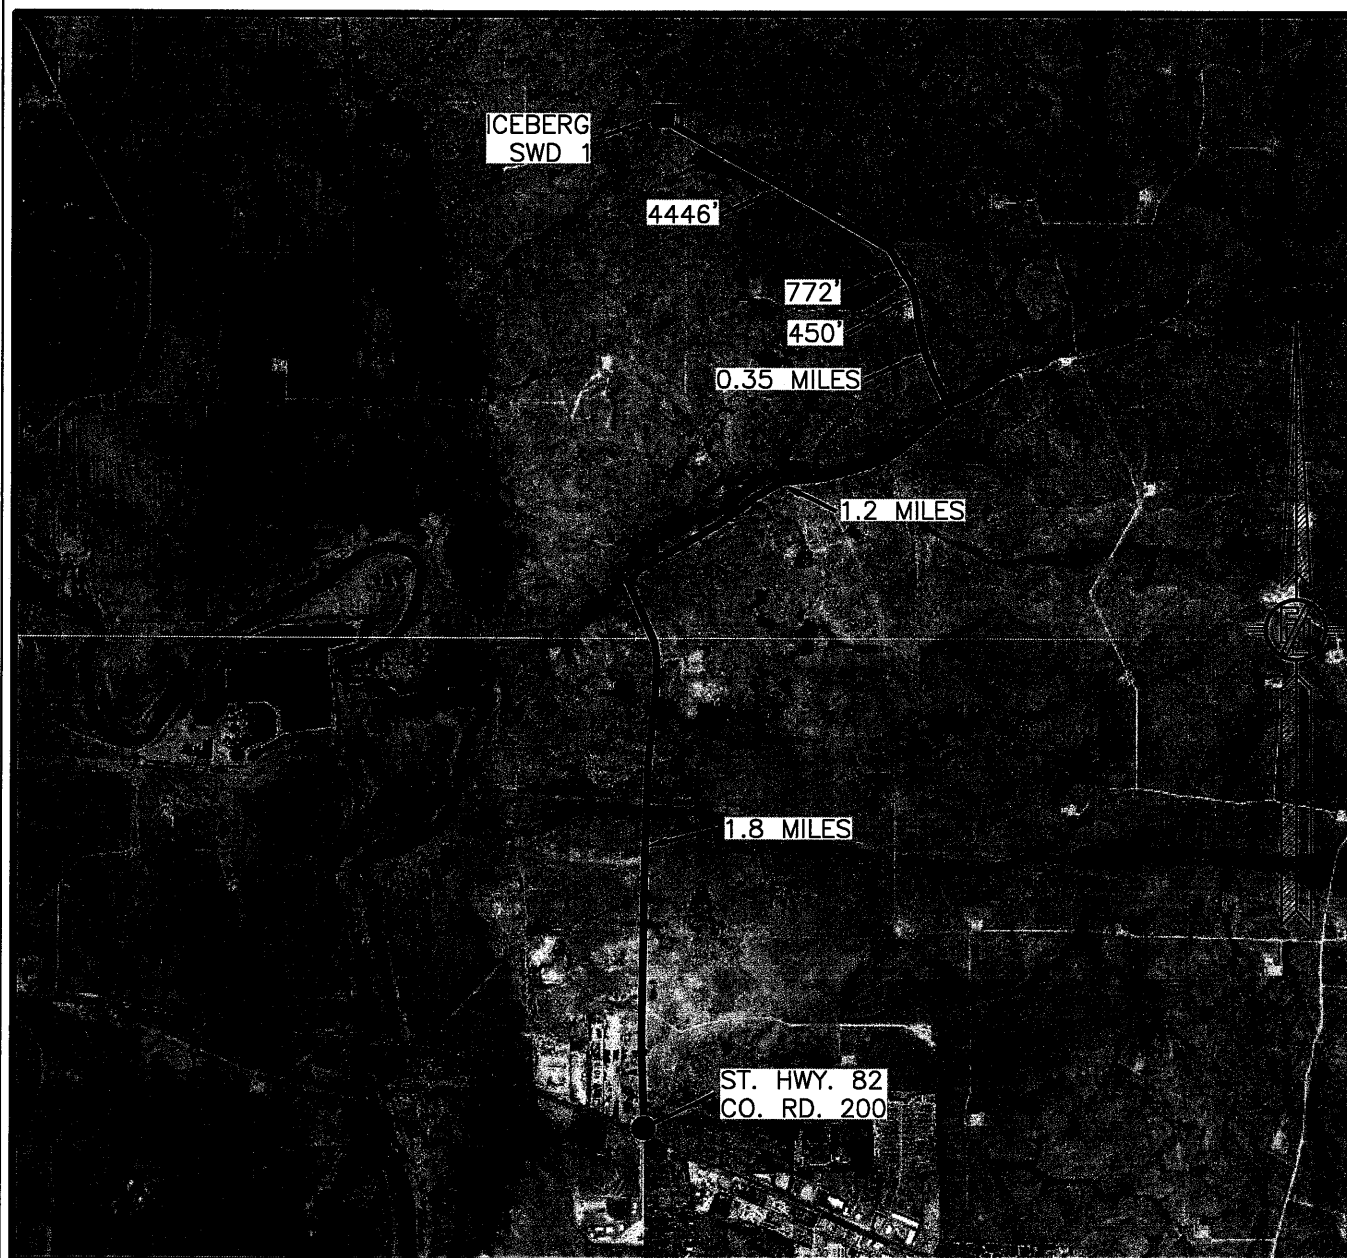 ICEBERG
SWD 1
4446'
772'
450'
0.35 MILES
1.2 MILES
1.8 MILES
ST. HWY. 82
CO. RD. 200